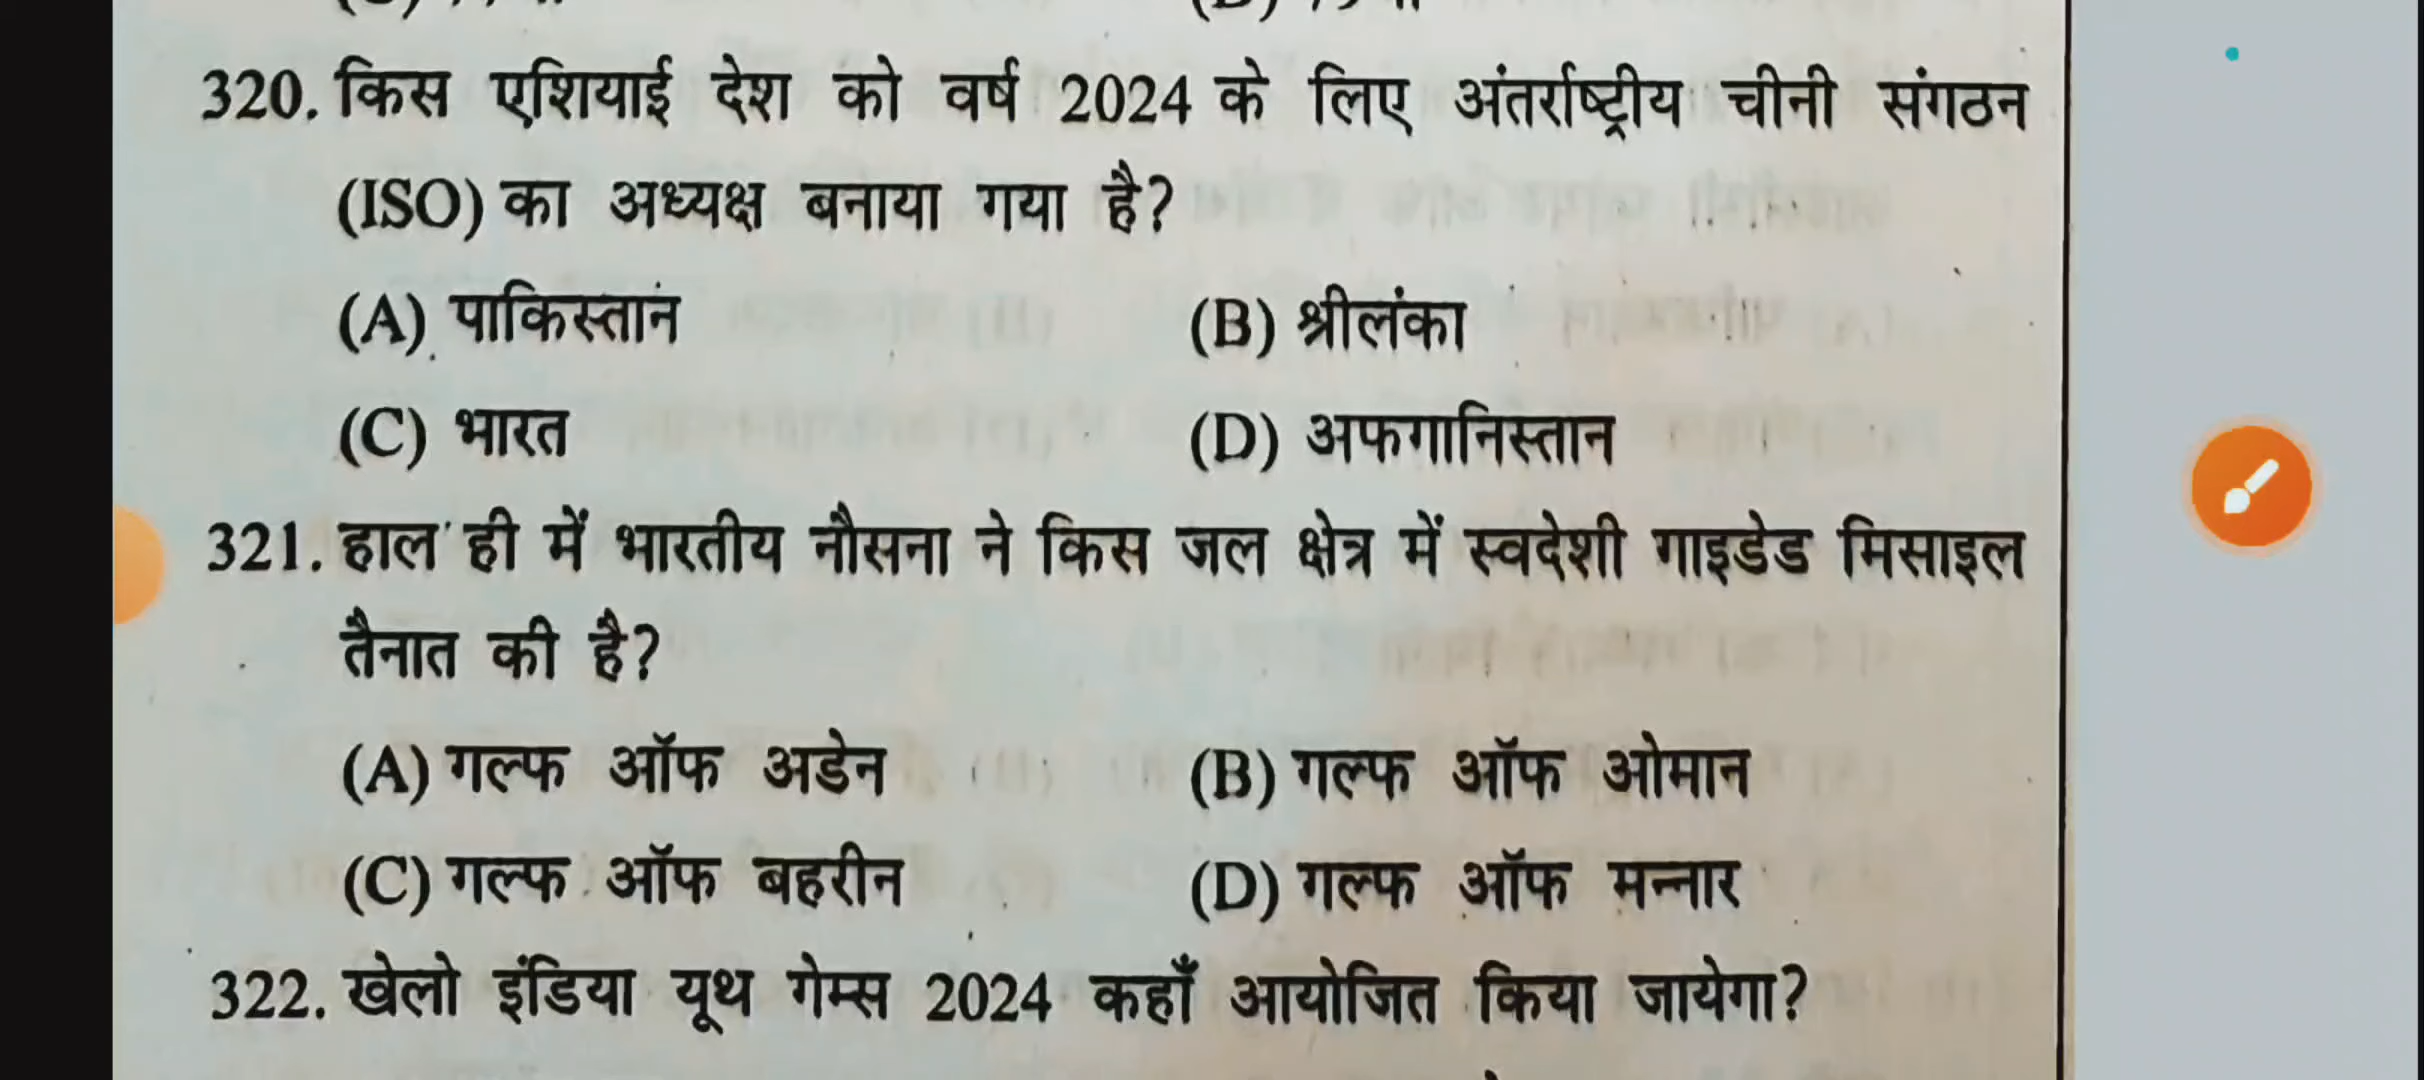 320. किस एशियाई देश को वर्ष 2024 के लिए अंतर्राष्ट्रीय चीनी संगठन
(ISO) का अध्यक्ष बनाया गया है?
(A) पाकिस्तान (B) श्रीलंका
(C) भारत (D) अफगानिस्तान
321. हाल ही में भारतीय नौसना ने किस जल क्षेत्र में स्वदेशी गाइडेड मिसाइल
तैनात की है?
(A) गल्फ ऑफ अडेन (B) गल्फ ऑफ ओमान
(C) गल्फ ऑफ बहरीन (D) गल्फ ऑफ मन्नार
322. खेलो इंडिया यूथ गेम्स 2024 कहाँ आयोजित किया जायेगा?